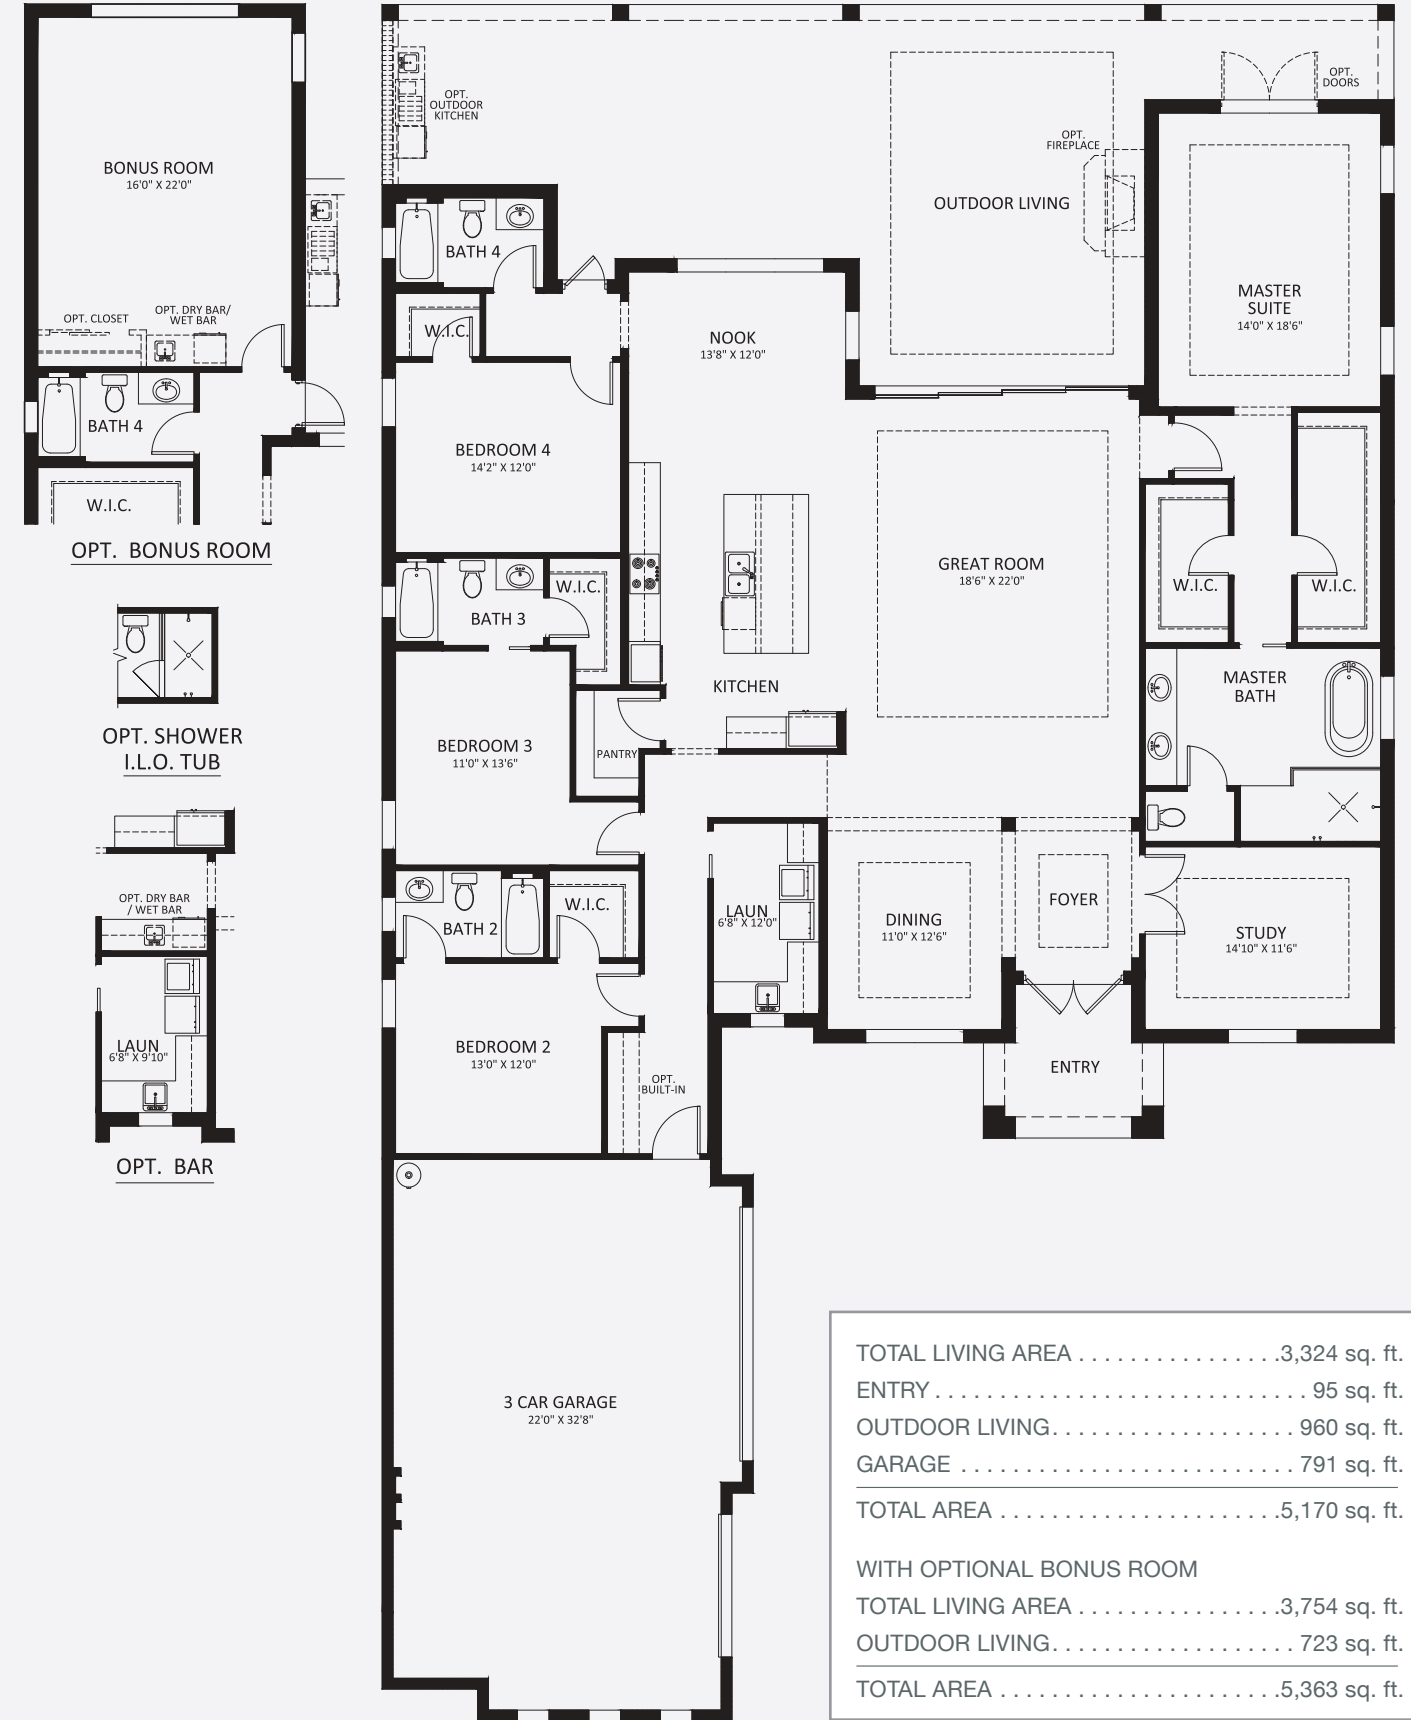 BONUS ROOM
16'0" X 22'0"
OPT. CLOSET
OPT. DRY BAR/
WET BAR
BATH 4
W.I.C.
OPT. BONUS ROOM
OPT. SHOWER
I.L.O. TUB
OPT. DRY BAR
/ WET BAR
LAUN
6'8" X 9'10"
OPT. BAR
OPT.
OUTDOOR
KITCHEN
OPT.
DOORS
OPT.
FIREPLACE
OUTDOOR LIVING
BATH 4
W.I.C.
NOOK
13'8" X 12'0"
MASTER
SUITE
14'0" X 18'6"
BEDROOM 4
14'2" X 12'0"
BATH 3
W.I.C.
GREAT ROOM
18'6" X 22'0"
W.I.C.
W.I.C.
KITCHEN
MASTER
BATH
BEDROOM 3
11'0" X 13'6"
PANTRY
BATH 2
W.I.C.
LAUN
6'8" X 12'0"
DINING
11'0" X 12'6"
FOYER
STUDY
14'10" X 11'6"
BEDROOM 2
13'0" X 12'0"
OPT.
BUILT-IN
ENTRY
3 CAR GARAGE
22'0" X 32'8"
TOTAL LIVING AREA . . . . . . . . . . . . . . . .3,324 sq. ft.
ENTRY . . . . . . . . . . . . . . . . . . . . . . . . . . . . 95 sq. ft.
OUTDOOR LIVING. . . . . . . . . . . . . . . . . . . 960 sq. ft.
GARAGE . . . . . . . . . . . . . . . . . . . . . . . . . . 791 sq. ft.
TOTAL AREA . . . . . . . . . . . . . . . . . . . . . .5,170 sq. ft.
WITH OPTIONAL BONUS ROOM
TOTAL LIVING AREA . . . . . . . . . . . . . . . .3,754 sq. ft.
OUTDOOR LIVING. . . . . . . . . . . . . . . . . . . 723 sq. ft.
TOTAL AREA . . . . . . . . . . . . . . . . . . . . . .5,363 sq. ft.